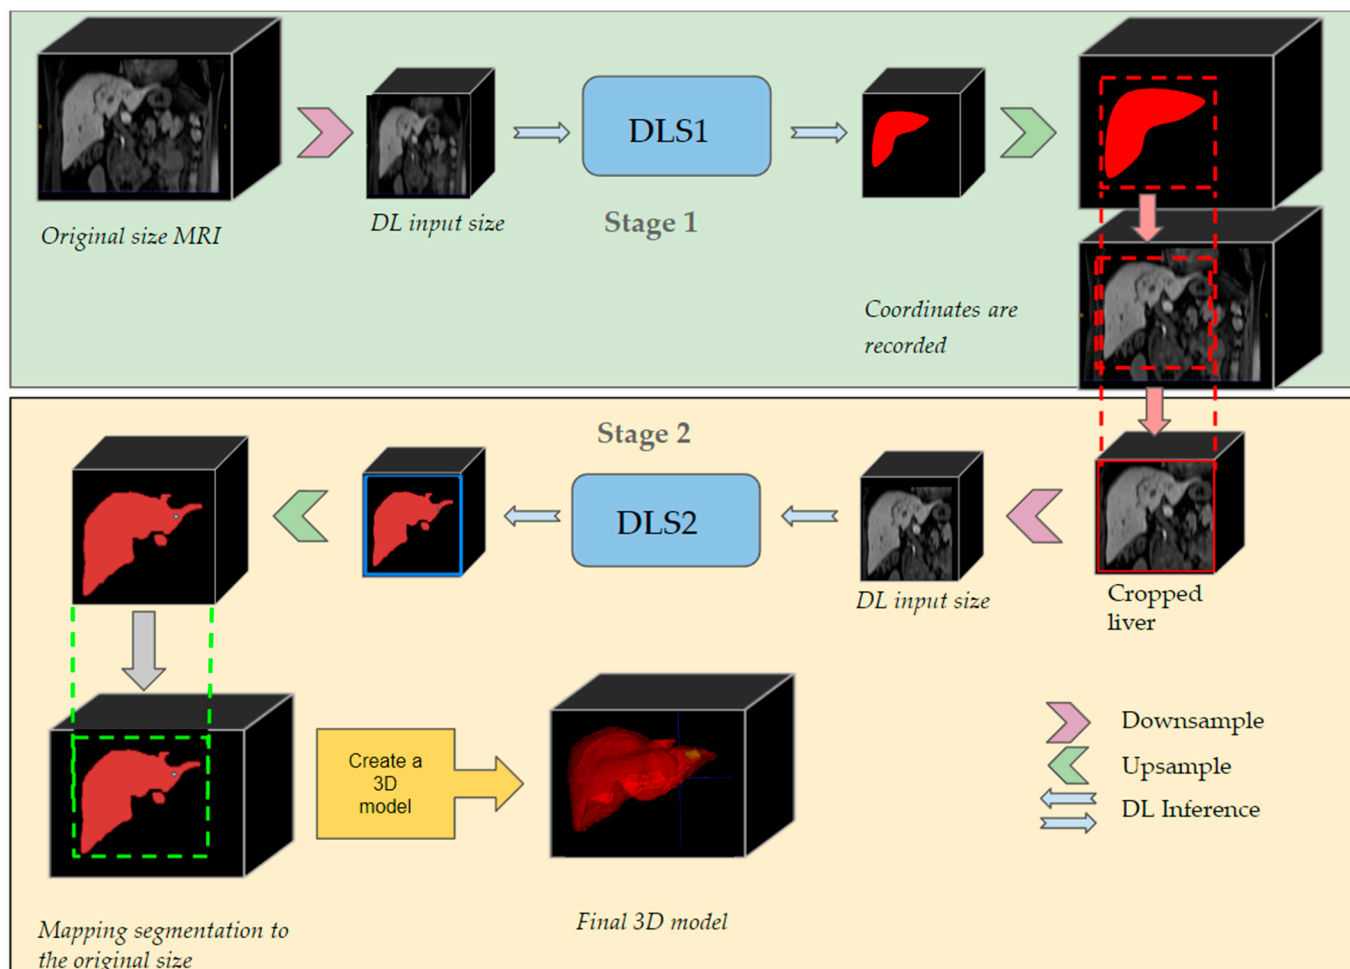 DLS1
Stage 1
DL input size
Original size MRI
Coordinates are
recorded
Stage 2
DLS2
DL input size
Cropped
liver
Downsample
Upsample
DL Inference
Create a
3D
model
Final 3D model
Mapping segmentation to
the original size